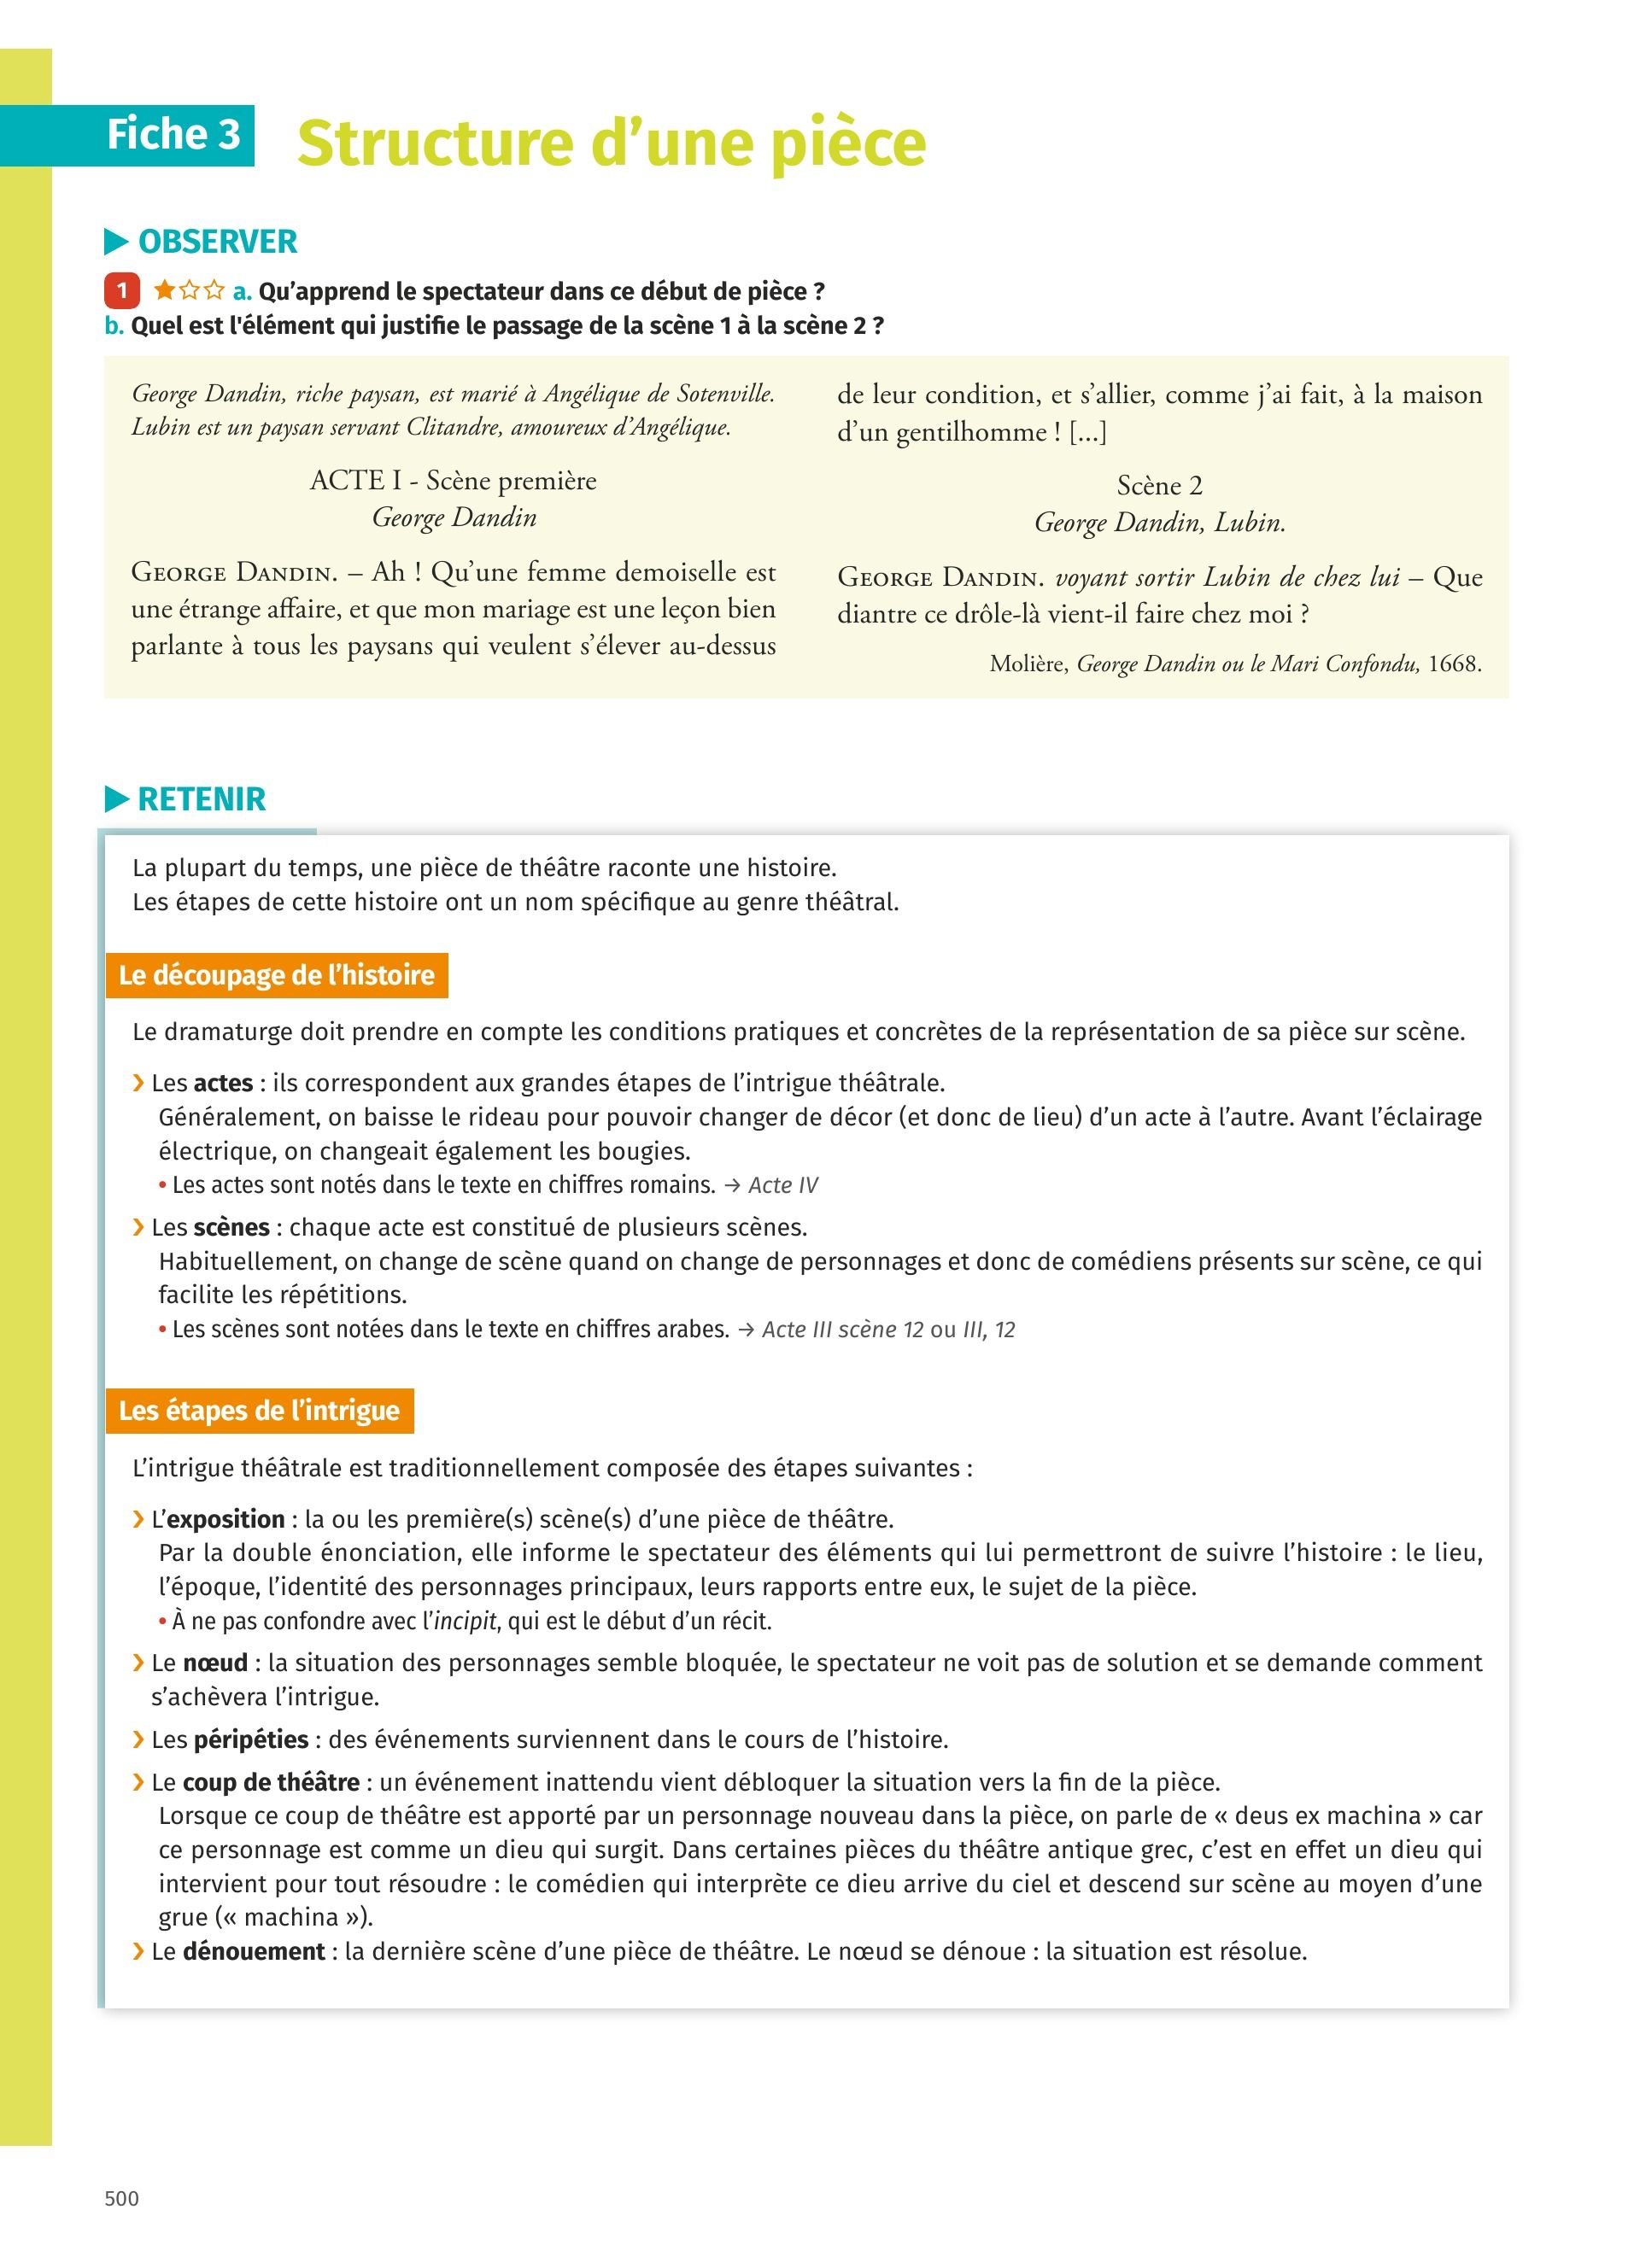 Fiche 3
Structure d’une pièce
▶ OBSERVER
1 ★☆☆ a. Qu’apprend le spectateur dans ce début de pièce ?
b. Quel est l'élément qui justifie le passage de la scène 1 à la scène 2 ?
George Dandin, riche paysan, est marié à Angélique de Sotenville.
Lubin est un paysan servant Clitandre, amoureux d’Angélique.
ACTE I - Scène première
George Dandin
George Dandin. – Ah ! Qu’une femme demoiselle est
une étrange affaire, et que mon mariage est une leçon bien
parlante à tous les paysans qui veulent s’élever au-dessus
de leur condition, et s’allier, comme j’ai fait, à la maison
d’un gentilhomme ! [...]
Scène 2
George Dandin, Lubin.
George Dandin. voyant sortir Lubin de chez lui – Que
diantre ce drôle-là vient-il faire chez moi ?
Molière, George Dandin ou le Mari Confondu, 1668.
▶ RETENIR
La plupart du temps, une pièce de théâtre raconte une histoire.
Les étapes de cette histoire ont un nom spécifique au genre théâtral.
Le découpage de l’histoire
Le dramaturge doit prendre en compte les conditions pratiques et concrètes de la représentation de sa pièce sur scène.
❯ Les actes : ils correspondent aux grandes étapes de l’intrigue théâtrale.
Généralement, on baisse le rideau pour pouvoir changer de décor (et donc de lieu) d’un acte à l’autre. Avant l’éclairage
électrique, on changeait également les bougies.
• Les actes sont notés dans le texte en chiffres romains. → Acte IV
❯ Les scènes : chaque acte est constitué de plusieurs scènes.
Habituellement, on change de scène quand on change de personnages et donc de comédiens présents sur scène, ce qui
facilite les répétitions.
• Les scènes sont notées dans le texte en chiffres arabes. → Acte III scène 12 ou III, 12
Les étapes de l’intrigue
L’intrigue théâtrale est traditionnellement composée des étapes suivantes :
❯ L’exposition : la ou les première(s) scène(s) d’une pièce de théâtre.
Par la double énonciation, elle informe le spectateur des éléments qui lui permettront de suivre l’histoire : le lieu,
l’époque, l’identité des personnages principaux, leurs rapports entre eux, le sujet de la pièce.
• À ne pas confondre avec l’incipit, qui est le début d’un récit.
❯ Le nœud : la situation des personnages semble bloquée, le spectateur ne voit pas de solution et se demande comment
s’achèvera l’intrigue.
❯ Les péripéties : des événements surviennent dans le cours de l’histoire.
❯ Le coup de théâtre : un événement inattendu vient débloquer la situation vers la fin de la pièce.
Lorsque ce coup de théâtre est apporté par un personnage nouveau dans la pièce, on parle de « deus ex machina » car
ce personnage est comme un dieu qui surgit. Dans certaines pièces du théâtre antique grec, c’est en effet un dieu qui
intervient pour tout résoudre : le comédien qui interprète ce dieu arrive du ciel et descend sur scène au moyen d’une
grue (« machina »).
❯ Le dénouement : la dernière scène d’une pièce de théâtre. Le nœud se dénoue : la situation est résolue.
500